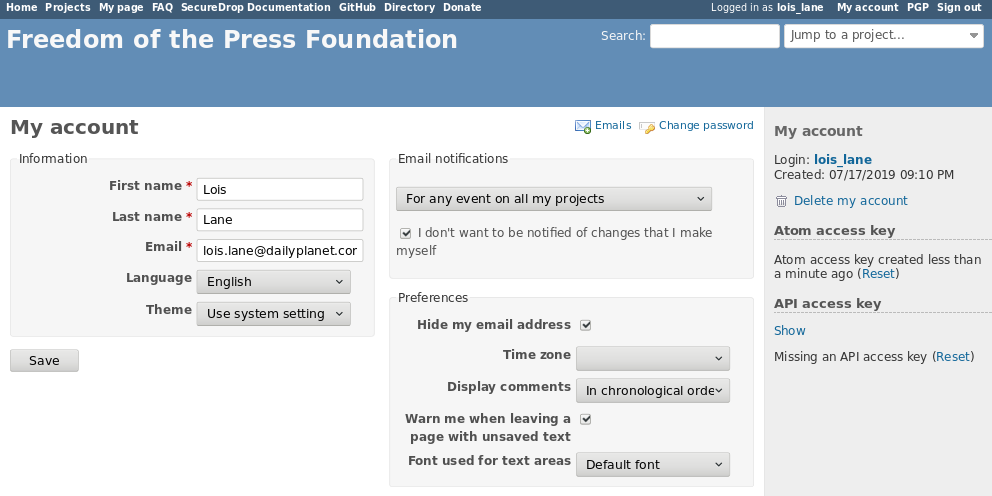 Home Projects My page FAQ SecureDrop Documentation GitHub Directory Donate
Logged in as lois_lane My account PGP Sign out
Freedom of the Press Foundation
Search:
Jump to a project...
My account
Emails Change password
Information
First name * Lois
Last name * Lane
Email * lois.lane@dailyplanet.cor
Language English
Theme Use system setting
Save
Email notifications
For any event on all my projects
I don't want to be notified of changes that I make
myself
Preferences
Hide my email address
Time zone
Display comments In chronological orde
Warn me when leaving a
page with unsaved text
Font used for text areas Default font
My account
Login: lois_lane
Created: 07/17/2019 09:10 PM
Delete my account
Atom access key
Atom access key created less than
a minute ago (Reset)
API access key
Show
Missing an API access key (Reset)